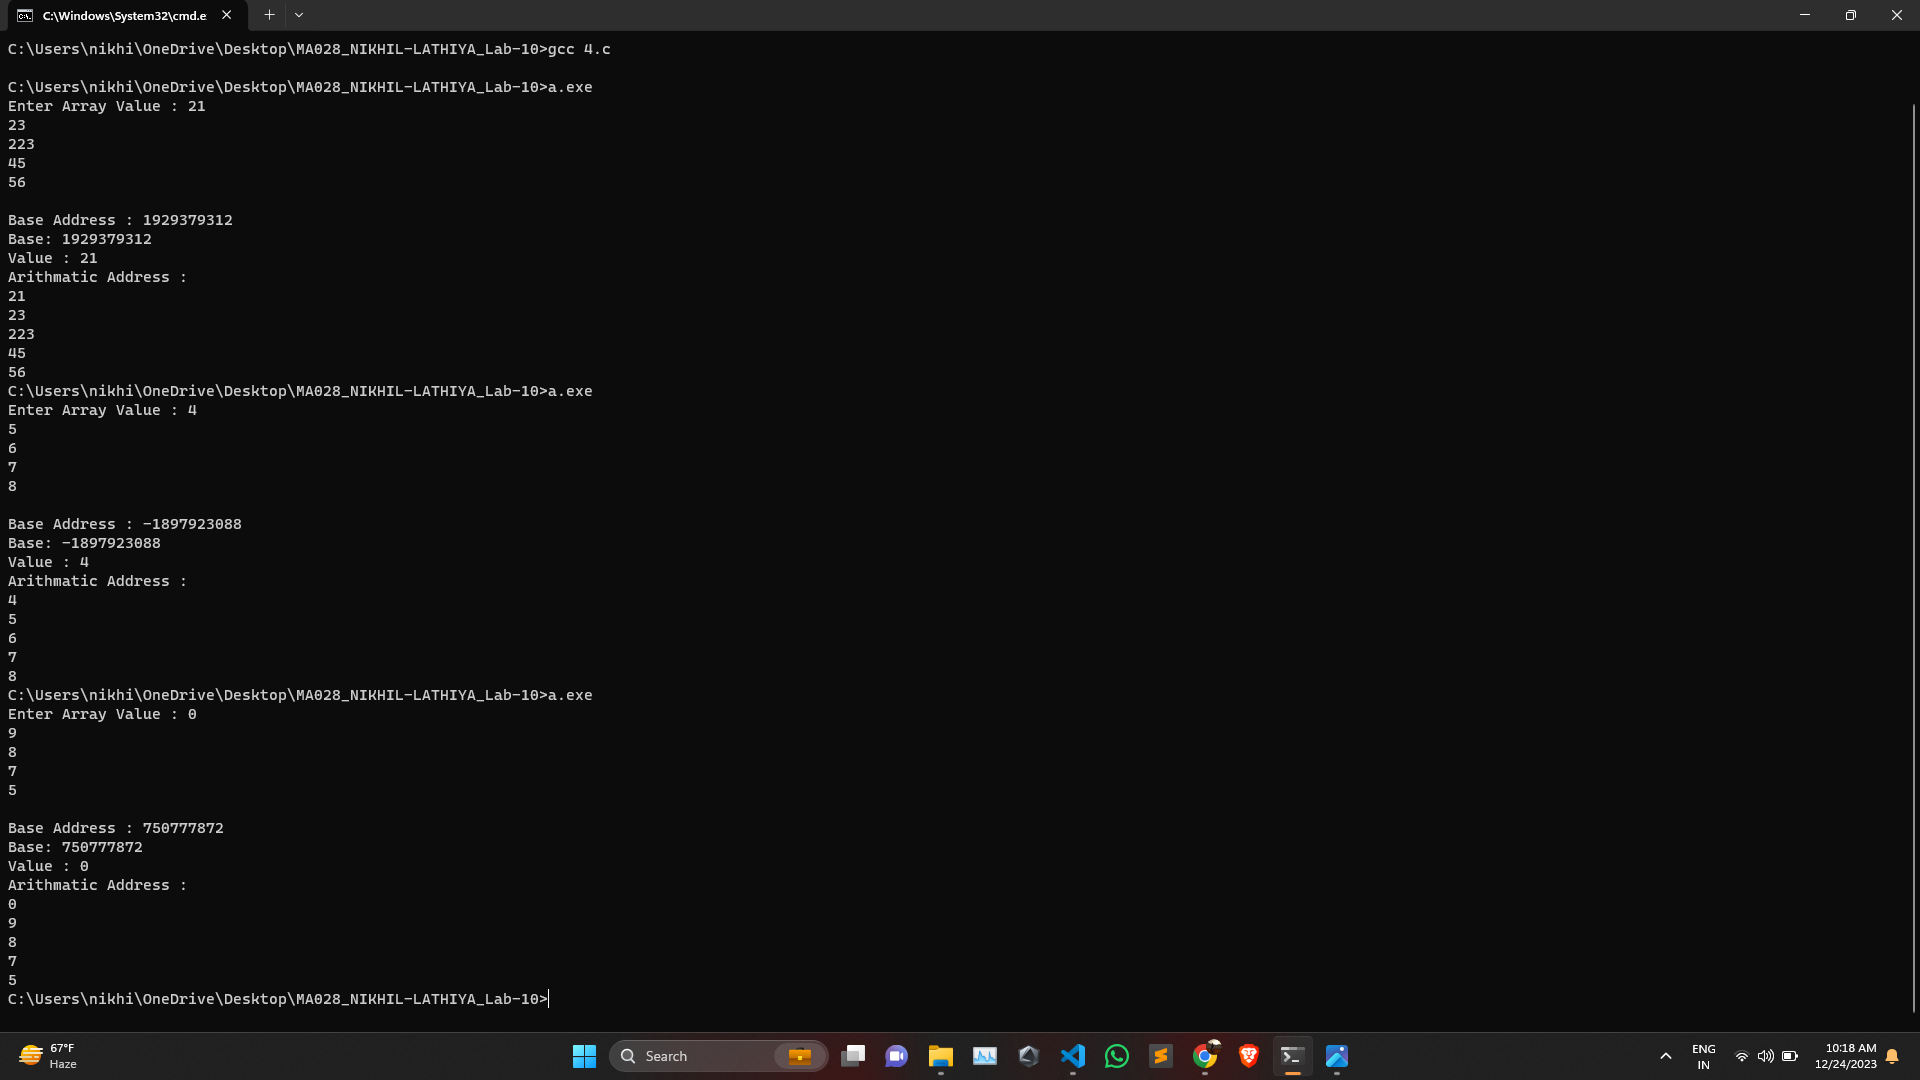 C:\Windows\System32\cmd.e
C:\Users\nikhi\OneDrive\Desktop\MA028_NIKHIL-LATHIYA_Lab-10>gcc 4.c
C:\Users\nikhi\OneDrive\Desktop\MA028_NIKHIL-LATHIYA_Lab-10>a.exe
Enter Array Value : 21
23
223
45
56
Base Address : 1929379312
Base: 1929379312
Value : 21
Arithmatic Address :
21
23
223
45
56
C:\Users\nikhi\OneDrive\Desktop\MA028_NIKHIL-LATHIYA_Lab-10>a.exe
Enter Array Value : 4
5
6
7
8
Base Address : -1897923088
Base: -1897923088
Value : 4
Arithmatic Address :
4
5
6
7
8
C:\Users\nikhi\OneDrive\Desktop\MA028_NIKHIL-LATHIYA_Lab-10>a.exe
Enter Array Value : 0
9
8
7
5
Base Address : 750777872
Base: 750777872
Value : 0
Arithmatic Address :
0
9
8
7
5
C:\Users\nikhi\OneDrive\Desktop\MA028_NIKHIL-LATHIYA_Lab-10>
67°F
Haze
Search
ENG
IN
10:18 AM
12/24/2023